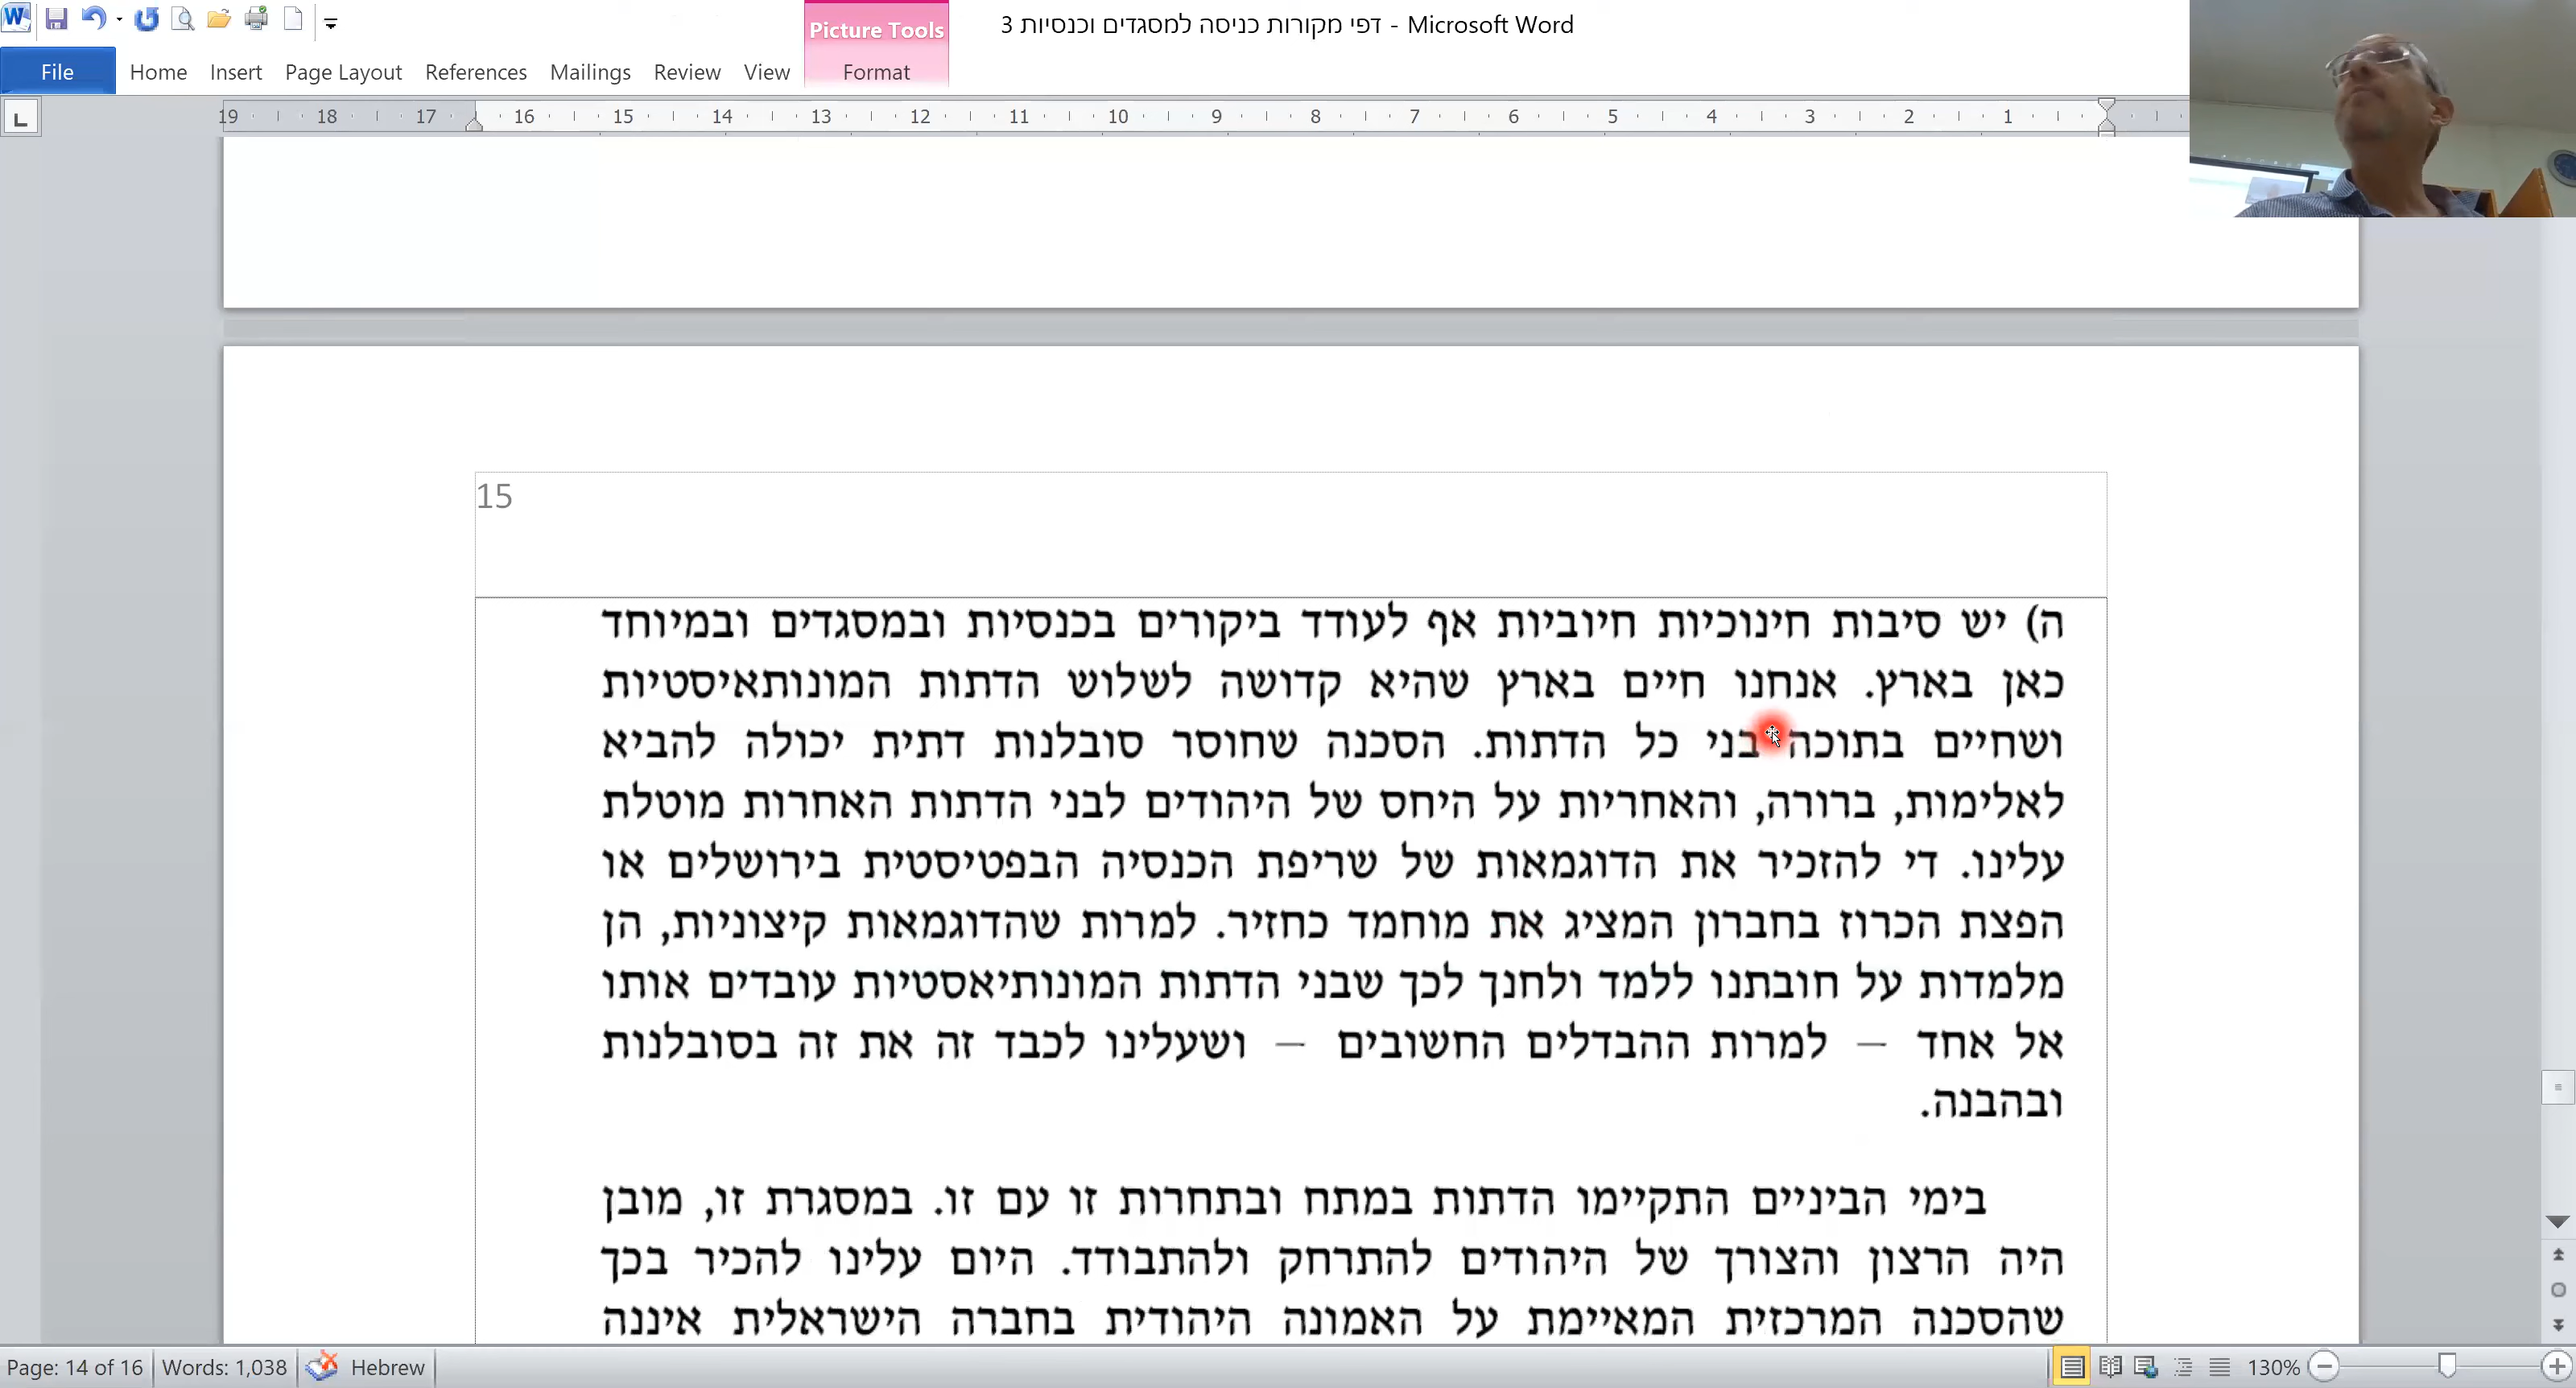 דפי מקורות כניסה למסגדים וכנסיות 3 - Microsoft Word
Picture Tools
File Home Insert Page Layout References Mailings Review View Format
19 18 17 16 15 14 13 12 11 10 9 8 7 6 5 4 3 2 1
15
ה) יש סיבות חינוכיות חיוביות אף לעודד ביקורים בכנסיות ובמסגדים ובמיוחד
כאן בארץ. אנחנו חיים בארץ שהיא קדושה לשלוש הדתות המונותאיסטיות
ושחיים בתוכה בני כל הדתות. הסכנה שחוסר סובלנות דתית יכולה להביא
לאלימות, ברורה, והאחריות על היחס של היהודים לבני הדתות האחרות מוטלת
עלינו. די להזכיר את הדוגמאות של שריפת הכנסיה הבפטיסטית בירושלים או
הפצת הכרוז בחברון המציג את מוחמד כחזיר. למרות שהדוגמאות קיצוניות, הן
מלמדות על חובתנו ללמד ולחנך לכך שבני הדתות המונותיאסטיות עובדים אותו
אל אחד — למרות ההבדלים החשובים — ושעלינו לכבד זה את זה בסובלנות
ובהבנה.
בימי הביניים התקיימו הדתות במתח ובתחרות זו עם זו. במסגרת זו, מובן
היה הרצון והצורך של היהודים להתרחק ולהתבודד. היום עלינו להכיר בכך
שהסכנה המרכזית המאיימת על האמונה היהודית בחברה הישראלית איננה
Page: 14 of 16 Words: 1,038 Hebrew 130%